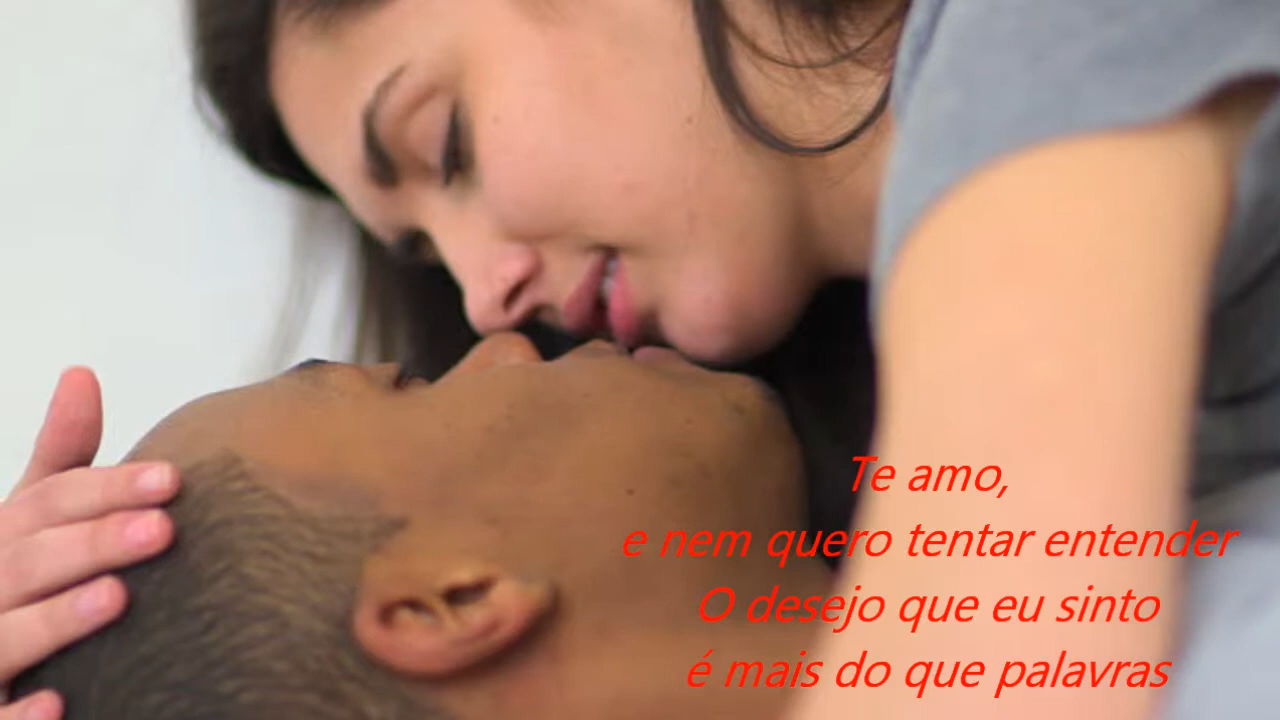 Te amo,
e nem quero tentar entender
O desejo que eu sinto
é mais do que palavras